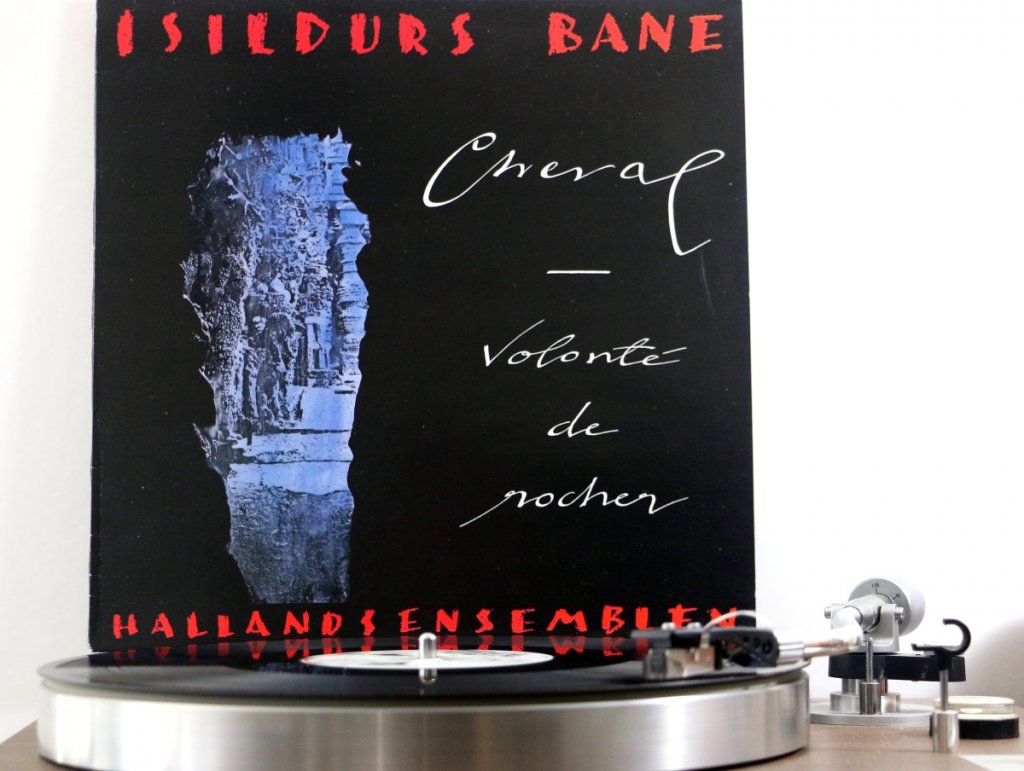 ISILDURS BANE
Cheval
—
Volonté
de
rocher
HALLANDSENSEMBLEN